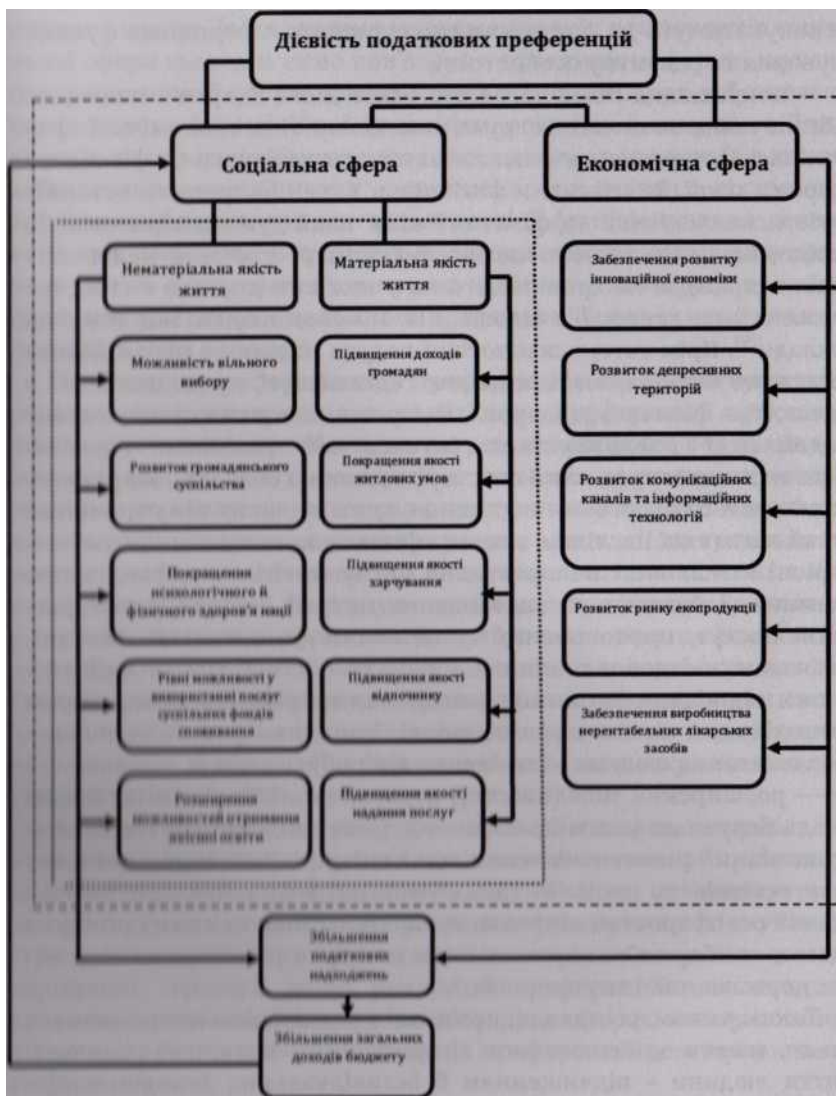 Дієвість податкових преференцій
Соціальна сфера
Економічна сфера
Нематеріальна якість
життя
Матеріальна якість
життя
Забезпечення розвитку
інноваційної економіки
Можливість вільного
вибору
Підвищення доходів
громадян
Розвиток депресивних
територій
Розвиток громадянського
суспільства
Покращення якості
житлових умов
Розвиток комунікаційних
каналів та інформаційних
технологій
Покращення
психологічного й
фізичного здоров'я нації
Підвищення якості
харчування
Розвиток ринку екопродукції
Рівні можливості у
використанні послуг
суспільних фондів
споживання
Підвищення якості
відпочинку
Забезпечення виробництва
нерентабельних лікарських
засобів
Розширення
можливостей отримання
якісної освіти
Підвищення якості
надання послуг
Збільшення
податкових
надходжень
Збільшення загальних
доходів бюджету